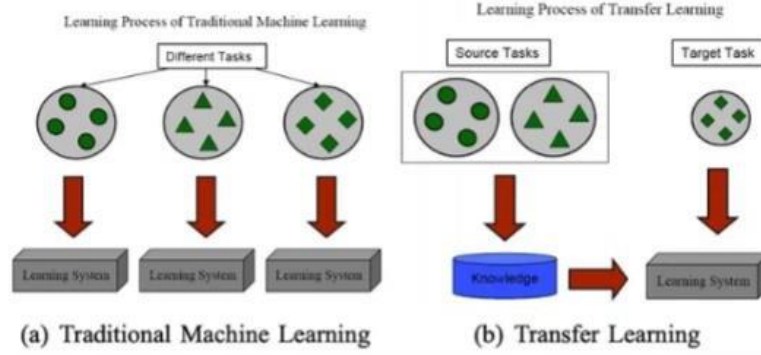 Learning Process of Traditional Machine Learning
Different Tasks
Learning System
Learning System
Learning System
(a) Traditional Machine Learning
Learning Process of Transfer Learning
Source Tasks
Target Task
Knowledge
Learning System
(b) Transfer Learning